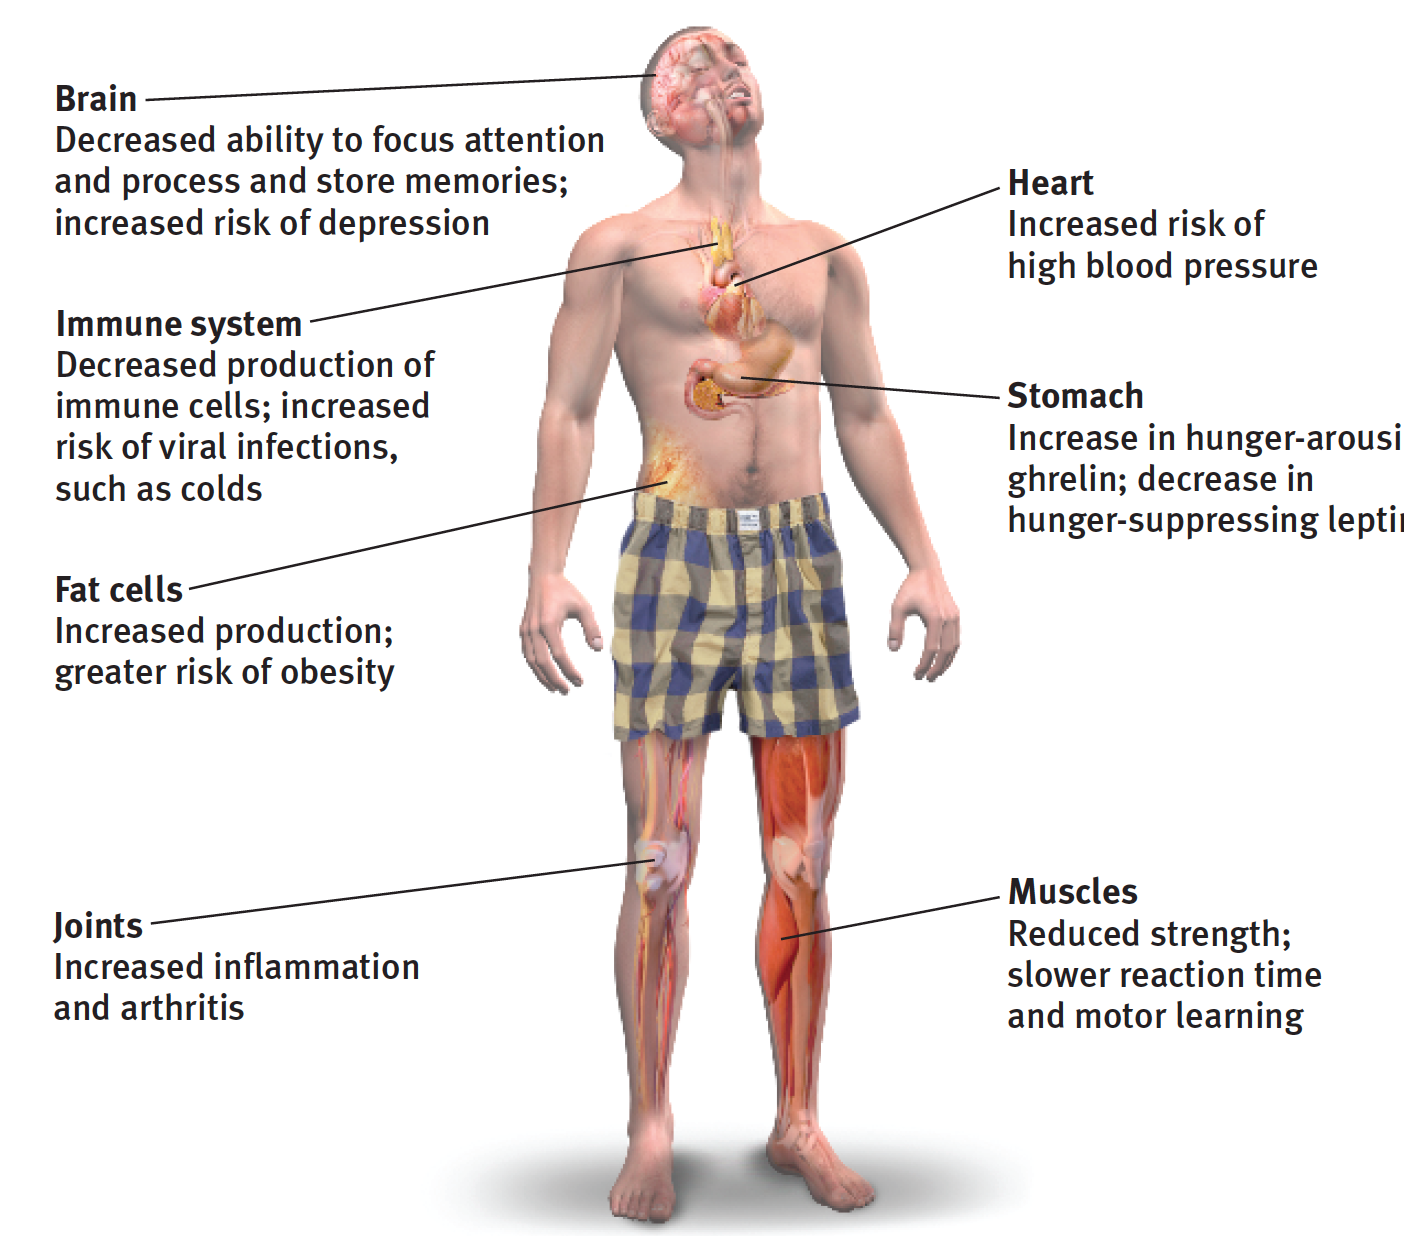 Brain
Decreased ability to focus attention
and process and store memories;
increased risk of depression
Immune system
Decreased production of
immune cells; increased
risk of viral infections,
such as colds
Fat cells
Increased production;
greater risk of obesity
Joints
Increased inflammation
and arthritis
Heart
Increased risk of
high blood pressure
Stomach
Increase in hunger-arousi
ghrelin; decrease in
hunger-suppressing lepti
Muscles
Reduced strength;
slower reaction time
and motor learning